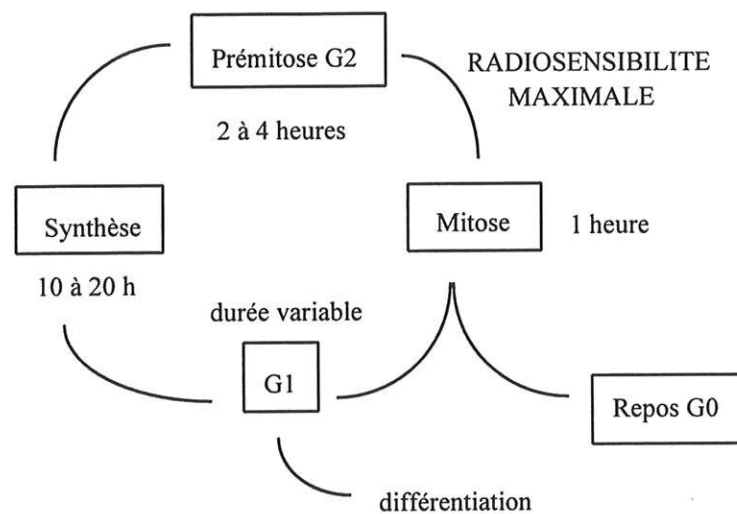 Prémitose G2
RADIOSENSIBILITE
MAXIMALE
2 à 4 heures
Synthèse
Mitose
1 heure
10 à 20 h
durée variable
G1
Repos G0
différentiation